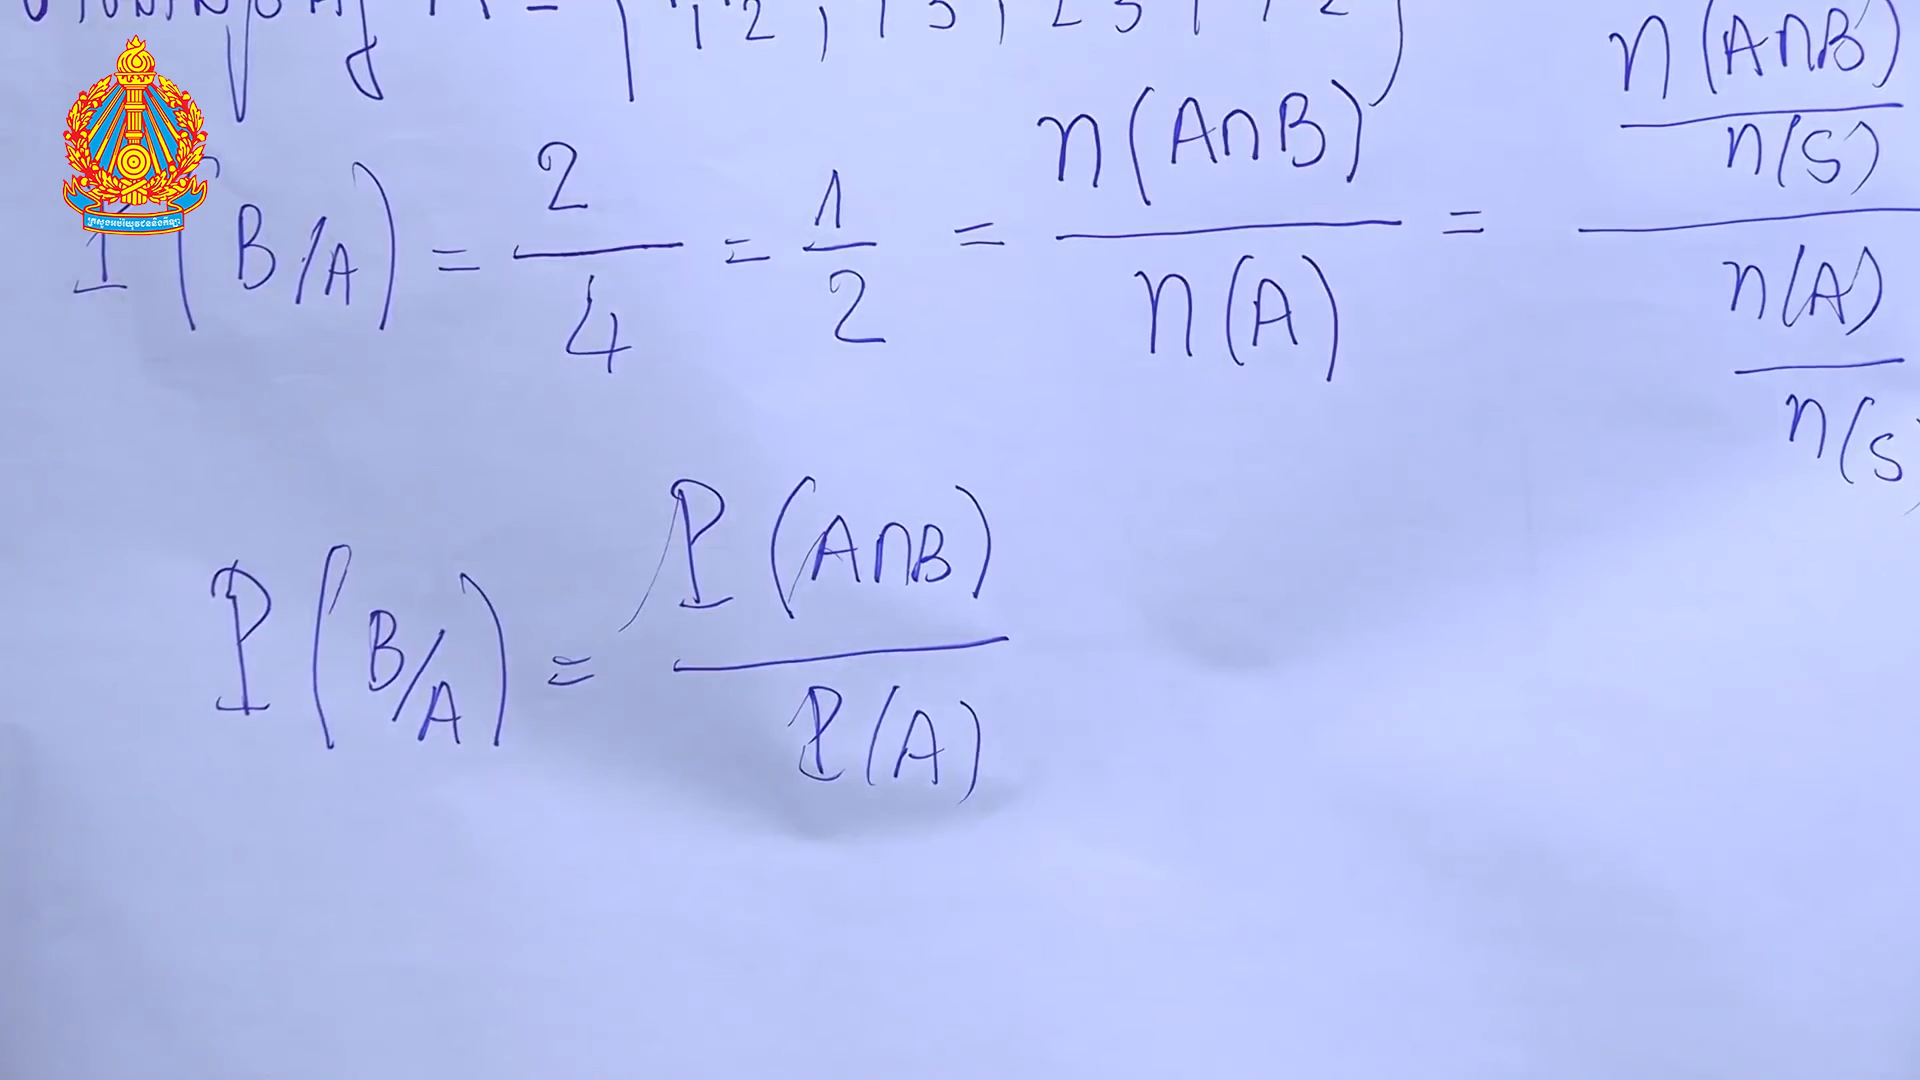 P(B/A) = 2/4 = 1/2 = n(A∩B)/n(A) = (n(A∩B)/n(S))/(n(A)/n(S))
P(B/A) = P(A∩B)/P(A)